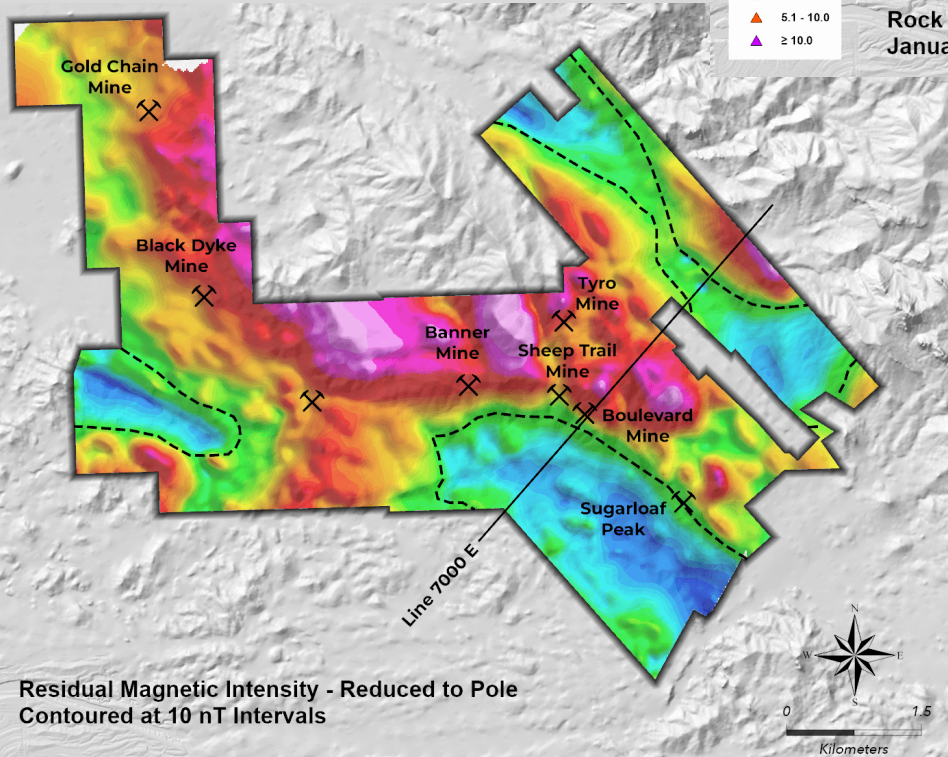 5.1 - 10.0
≥ 10.0
Rock
Janua
Gold Chain
Mine
Black Dyke
Mine
Tyro
Mine
Banner
Mine
Sheep Trail
Mine
Boulevard
Mine
Sugarloaf
Peak
Line 7000 E
N
W
E
S
Residual Magnetic Intensity - Reduced to Pole
Contoured at 10 nT Intervals
0
1.5
Kilometers